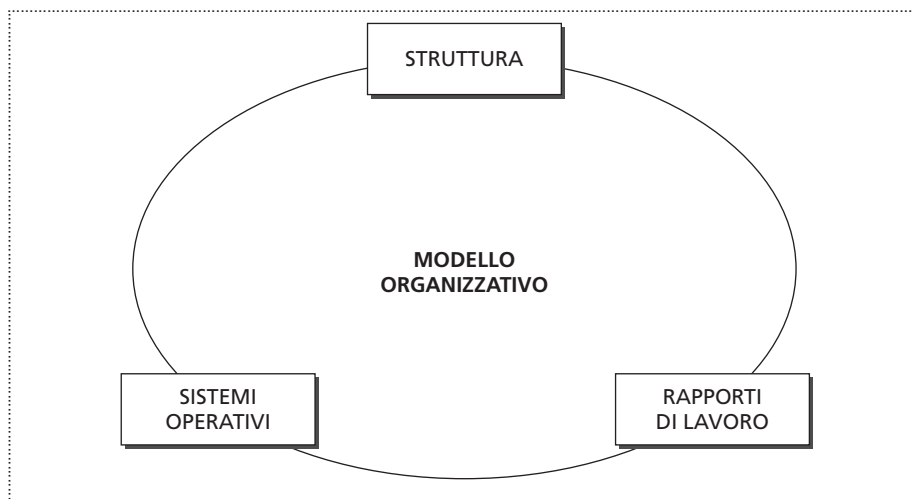 STRUTTURA
MODELLO
ORGANIZZATIVO
SISTEMI
OPERATIVI
RAPPORTI
DI LAVORO